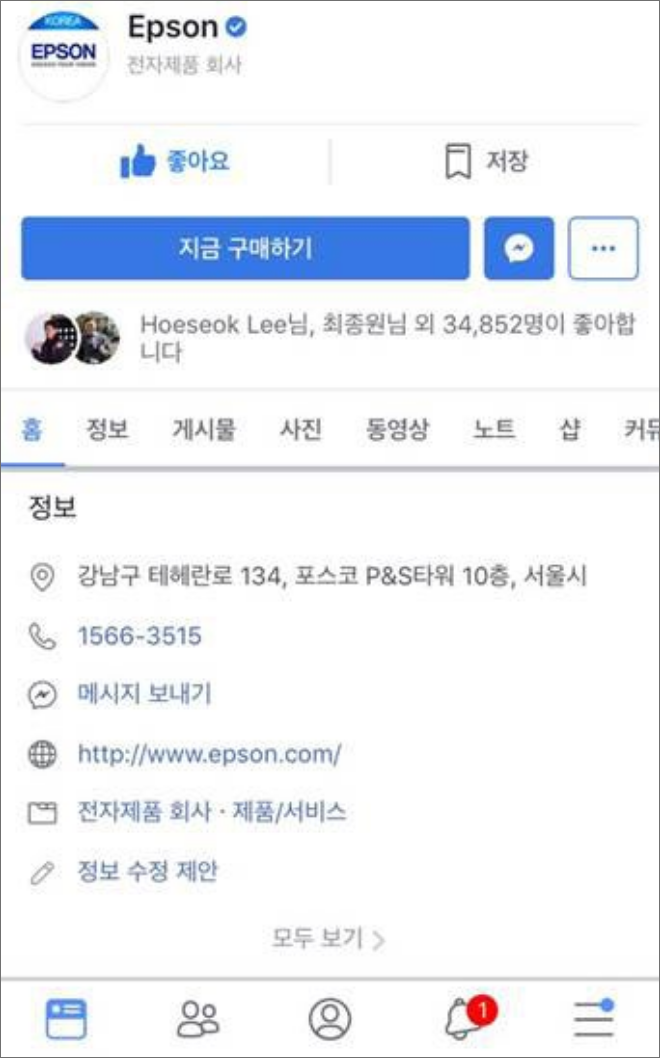 KOREA
EPSON
Epson
전자제품 회사
좋아요
저장
지금 구매하기
Hoeseok Lee님, 최종원님 외 34,852명이 좋아합
니다
홈 정보 게시물 사진 동영상 노트 샵 커뮤
정보
강남구 테헤란로 134, 포스코 P&S타워 10층, 서울시
1566-3515
메시지 보내기
http://www.epson.com/
전자제품 회사 · 제품/서비스
정보 수정 제안
모두 보기
1